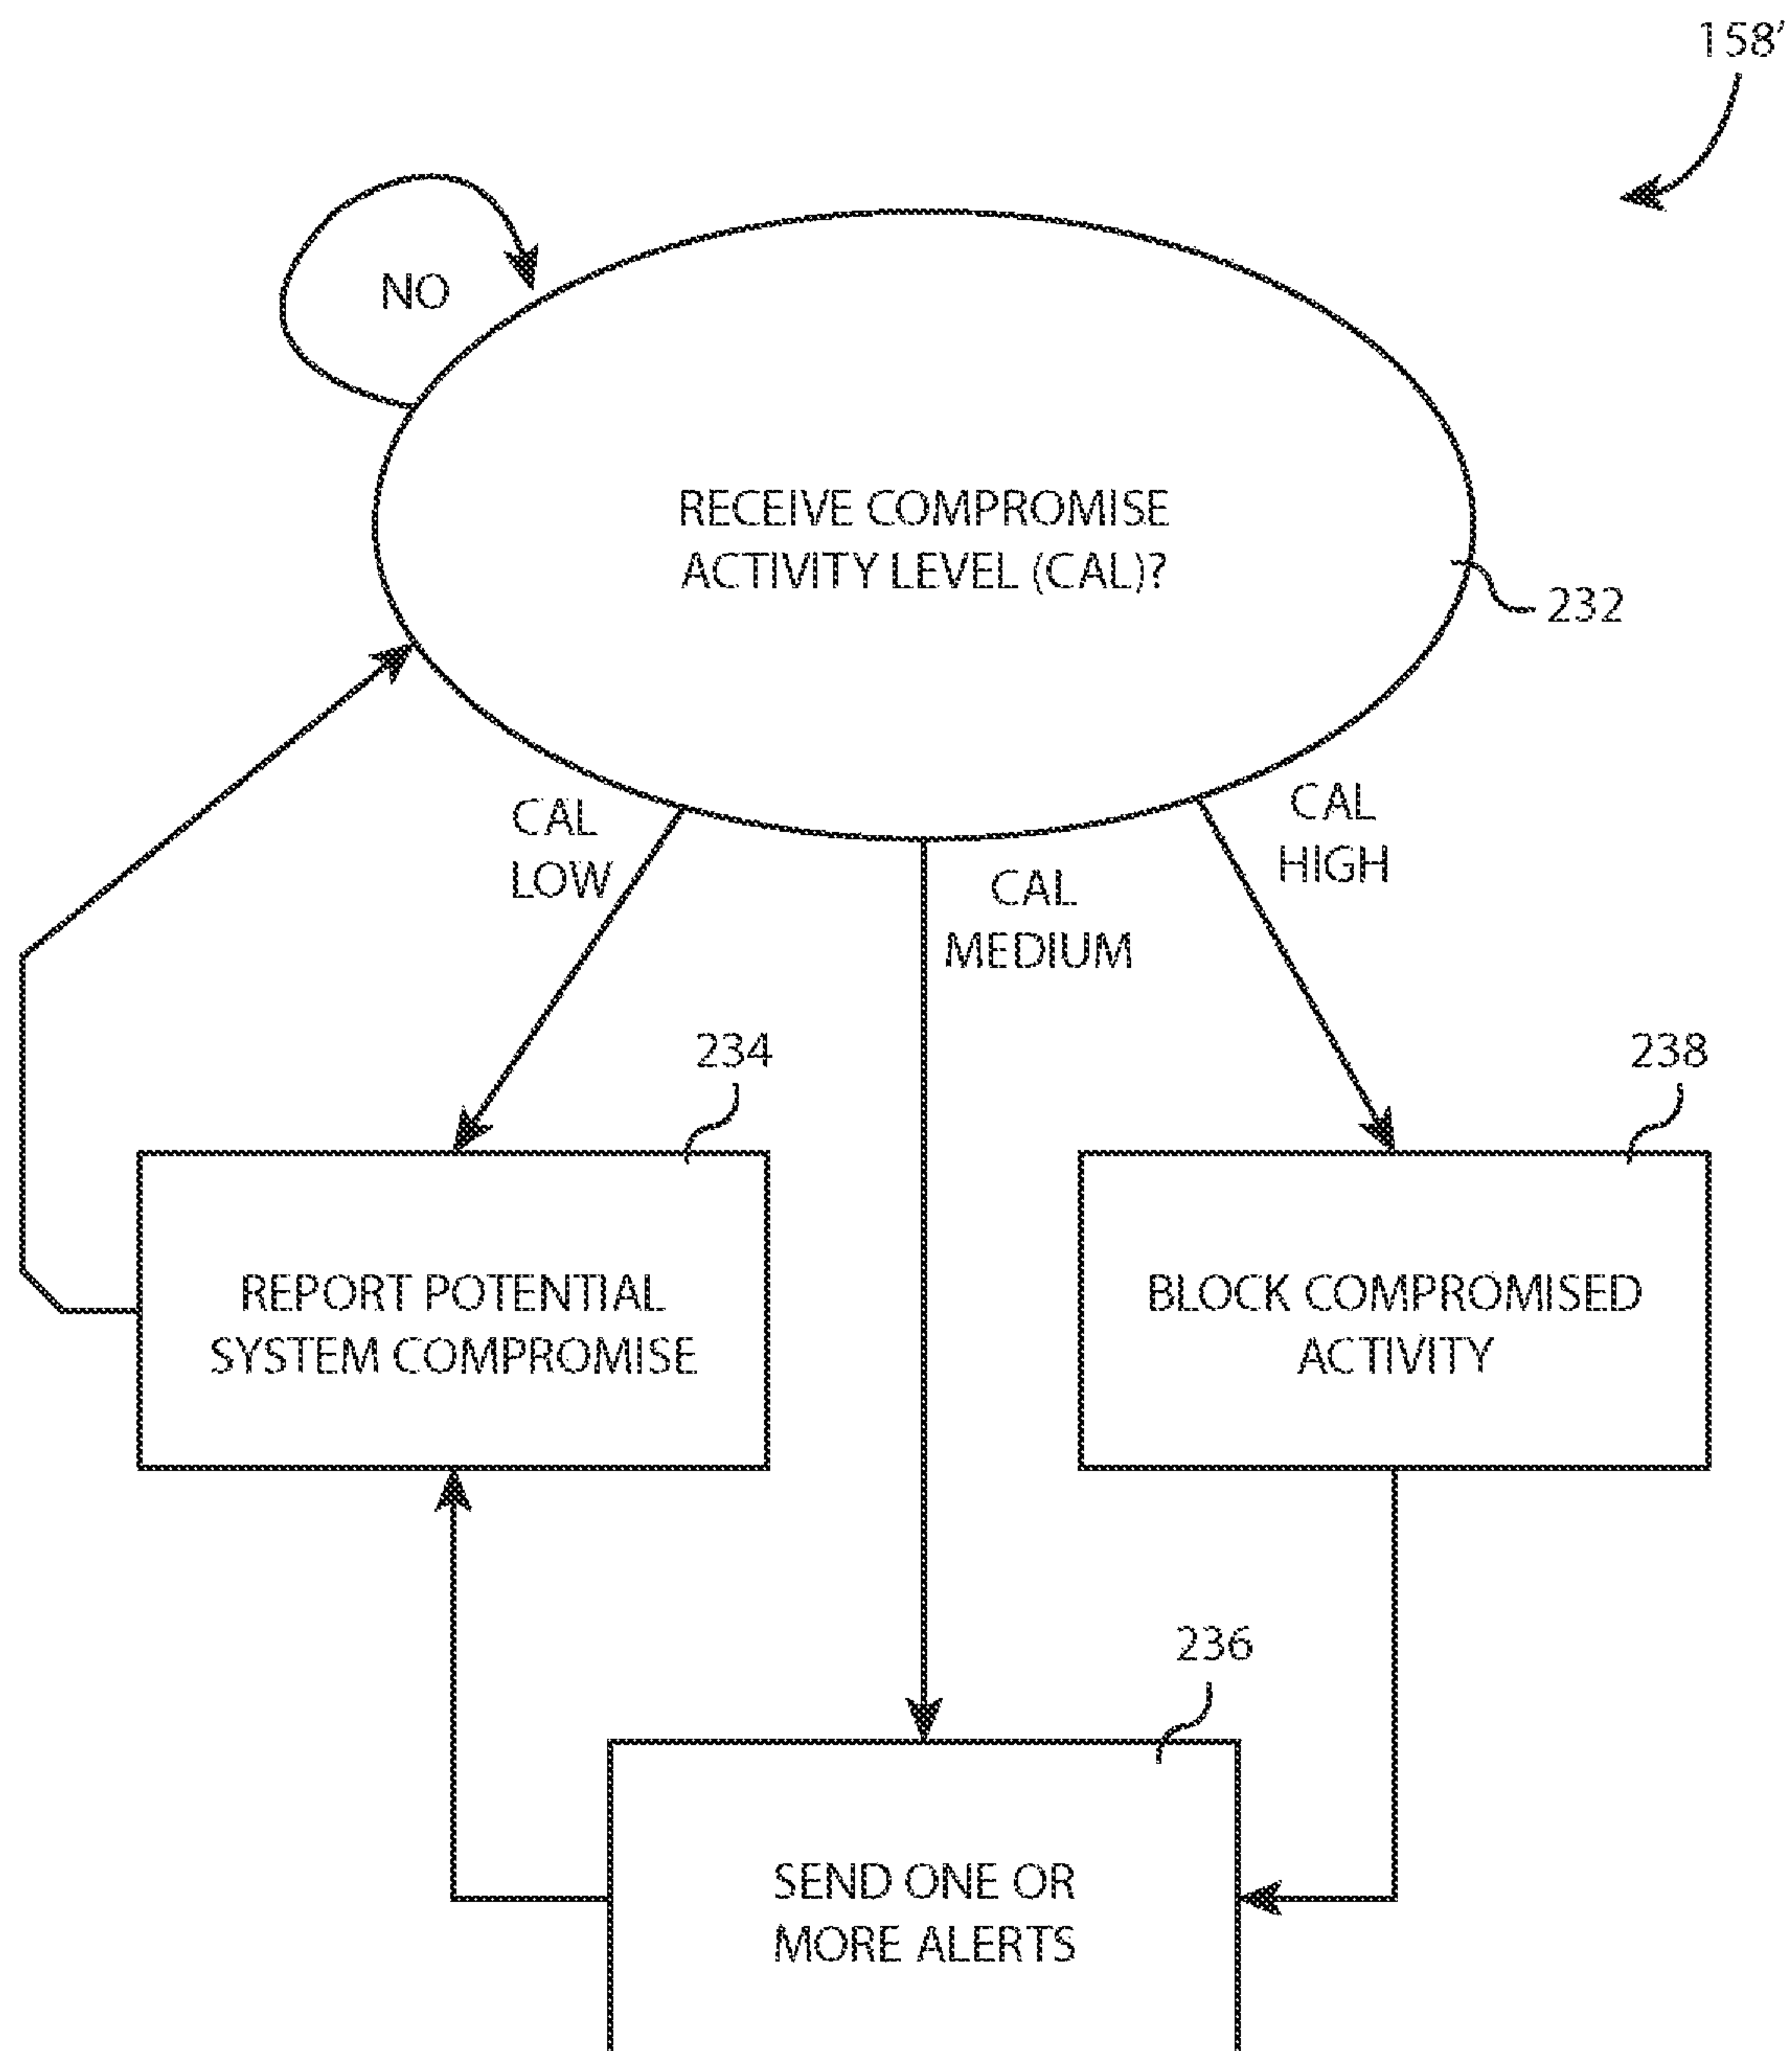 158'
NO
RECEIVE COMPROMISE
ACTIVITY LEVEL (CAL)?
232
CAL
LOW
CAL
MEDIUM
CAL
HIGH
234
238
REPORT POTENTIAL
SYSTEM COMPROMISE
BLOCK COMPROMISED
ACTIVITY
236
SEND ONE OR
MORE ALERTS